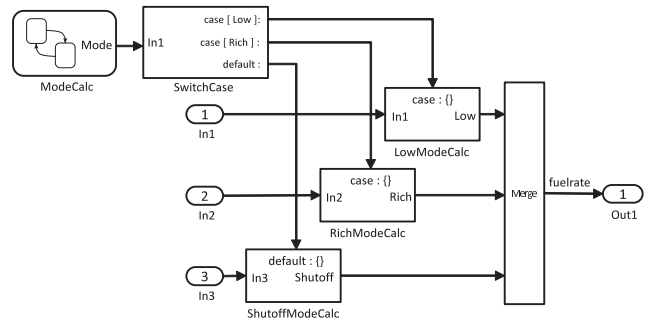 Mode
ModeCalc
In1
case [ Low ]:
case [ Rich ] :
default :
SwitchCase
1
In1
case : {}
In1
Low
LowModeCalc
2
In2
case : {}
In2
Rich
RichModeCalc
3
In3
default : {}
In3
Shutoff
ShutoffModeCalc
Merge
fuelrate
1
Out1